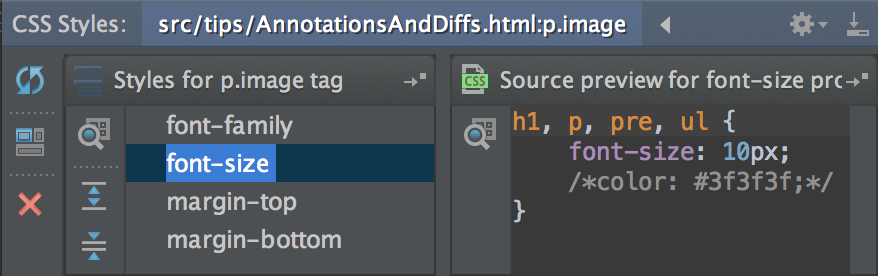 CSS Styles: src/tips/AnnotationsAndDiffs.html:p.image
Styles for p.image tag
font-family
font-size
margin-top
margin-bottom
CSS
Source preview for font-size pro
h1, p, pre, ul {
font-size: 10px;
/*color: #3f3f3f;*/
}